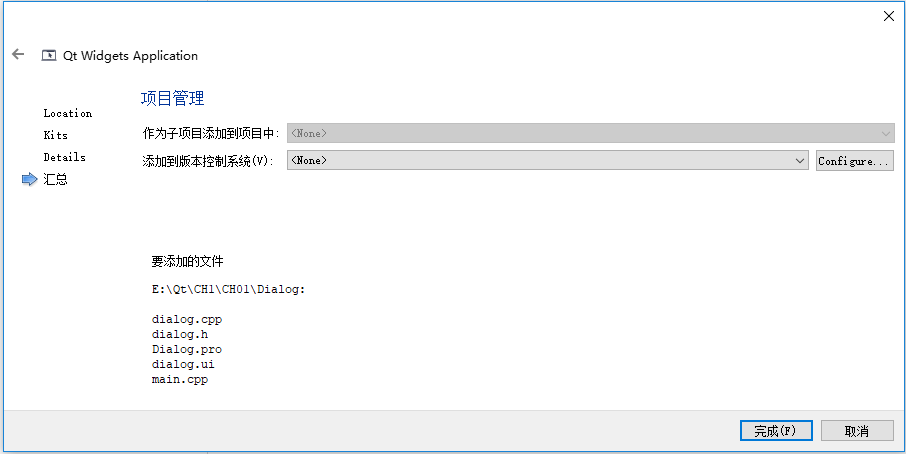 Qt Widgets Application
Location
Kits
Details
汇总
项目管理
作为子项目添加到项目中: <None>
添加到版本控制系统(V): <None> Configure...
要添加的文件
E:\Qt\CH1\CH01\Dialog:
dialog.cpp
dialog.h
Dialog.pro
dialog.ui
main.cpp
完成(F) 取消